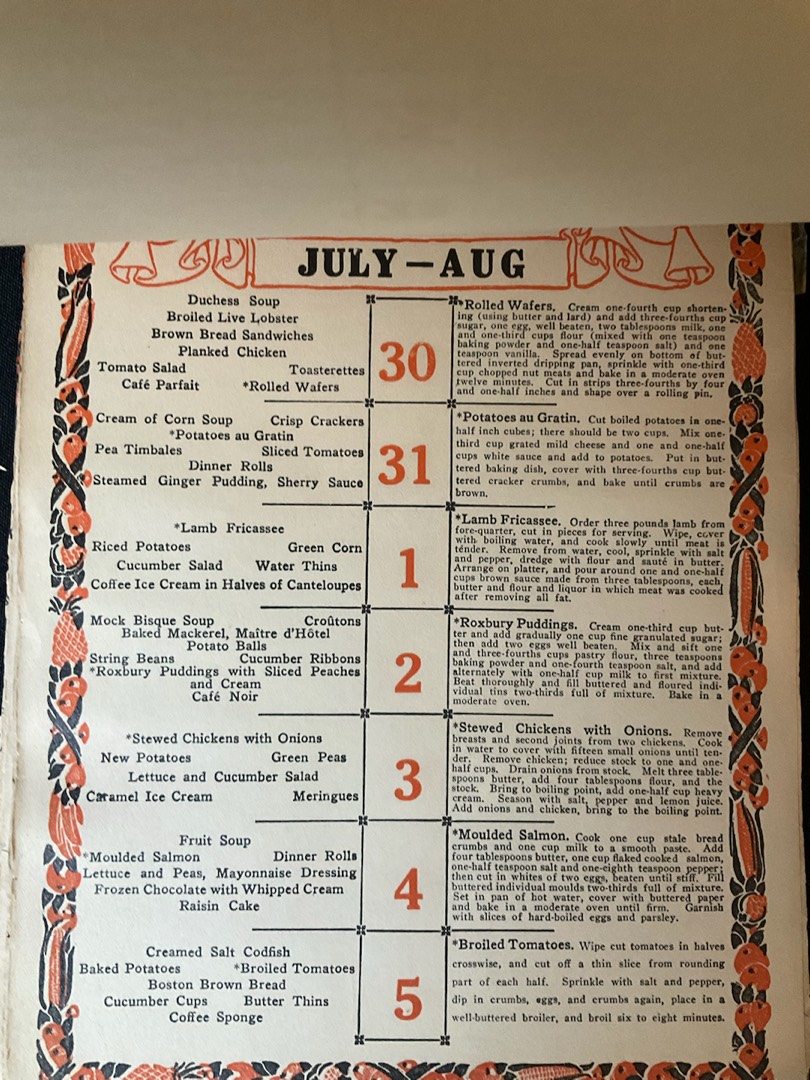 JULY—AUG
Duchess Soup
Broiled Live Lobster
Brown Bread Sandwiches
Planked Chicken
Tomato Salad Toasterettes
Café Parfait *Rolled Wafers
30
*Rolled Wafers. Cream one-fourth cup shorten-
ing (using butter and lard) and add three-fourths cup
sugar, one egg, well beaten, two tablespoons milk, one
and one-third cups flour (mixed with one teaspoon
baking powder and one-half teaspoon salt) and one
teaspoon vanilla. Spread evenly on bottom of but-
tered inverted dripping pan, sprinkle with one-third
cup chopped nut meats and bake in a moderate oven
twelve minutes. Cut in strips three-fourths by four
and one-half inches and shape over a rolling pin.
Cream of Corn Soup Crisp Crackers
*Potatoes au Gratin
Pea Timbales Sliced Tomatoes
Dinner Rolls
Steamed Ginger Pudding, Sherry Sauce
31
*Potatoes au Gratin. Cut boiled potatoes in one-
half inch cubes; there should be two cups. Mix one-
third cup grated mild cheese and one and one-half
cups white sauce and add to potatoes. Put in but-
tered baking dish, cover with three-fourths cup but-
tered cracker crumbs, and bake until crumbs are
brown.
*Lamb Fricassee
Riced Potatoes Green Corn
Cucumber Salad Water Thins
Coffee Ice Cream in Halves of Canteloupes
1
*Lamb Fricassee. Order three pounds lamb from
fore-quarter, cut in pieces for serving. Wipe, cover
with boiling water, and cook slowly until meat is
tender. Remove from water, cool, sprinkle with salt
and pepper, dredge with flour and sauté in butter.
Arrange on platter, and pour around one and one-half
cups brown sauce made from three tablespoons, each,
butter and flour and liquor in which meat was cooked
after removing all fat.
Mock Bisque Soup Croûtons
Baked Mackerel, Maître d'Hôtel
Potato Balls
String Beans Cucumber Ribbons
*Roxbury Puddings with Sliced Peaches
and Cream
Café Noir
2
*Roxbury Puddings. Cream one-third cup but-
ter and add gradually one cup fine granulated sugar;
then add two eggs well beaten. Mix and sift one
and three-fourths cups pastry flour, three teaspoons
baking powder and one-fourth teaspoon salt, and add
alternately with one-half cup milk to first mixture.
Beat thoroughly and fill buttered and floured indi-
vidual tins two-thirds full of mixture. Bake in a
moderate oven.
*Stewed Chickens with Onions
New Potatoes Green Peas
Lettuce and Cucumber Salad
Caramel Ice Cream Meringues
3
*Stewed Chickens with Onions. Remove
breasts and second joints from two chickens. Cook
in water to cover with fifteen small onions until ten-
der. Remove chicken; reduce stock to one and one-
half cups. Drain onions from stock. Melt three table-
spoons butter, add four tablespoons flour, and the
stock. Bring to boiling point, add one-half cup heavy
cream. Season with salt, pepper and lemon juice.
Add onions and chicken, bring to the boiling point.
Fruit Soup
*Moulded Salmon Dinner Rolls
Lettuce and Peas, Mayonnaise Dressing
Frozen Chocolate with Whipped Cream
Raisin Cake
4
*Moulded Salmon. Cook one cup stale bread
crumbs and one cup milk to a smooth paste. Add
four tablespoons butter, one cup flaked cooked salmon,
one-half teaspoon salt and one-eighth teaspoon pepper;
then cut in whites of two eggs, beaten until stiff. Fill
buttered individual moulds two-thirds full of mixture.
Set in pan of hot water, cover with buttered paper
and bake in a moderate oven until firm. Garnish
with slices of hard-boiled eggs and parsley.
Creamed Salt Codfish
Baked Potatoes *Broiled Tomatoes
Boston Brown Bread
Cucumber Cups Butter Thins
Coffee Sponge
5
*Broiled Tomatoes. Wipe cut tomatoes in halves
crosswise, and cut off a thin slice from rounding
part of each half. Sprinkle with salt and pepper,
dip in crumbs, eggs, and crumbs again, place in a
well-buttered broiler, and broil six to eight minutes.